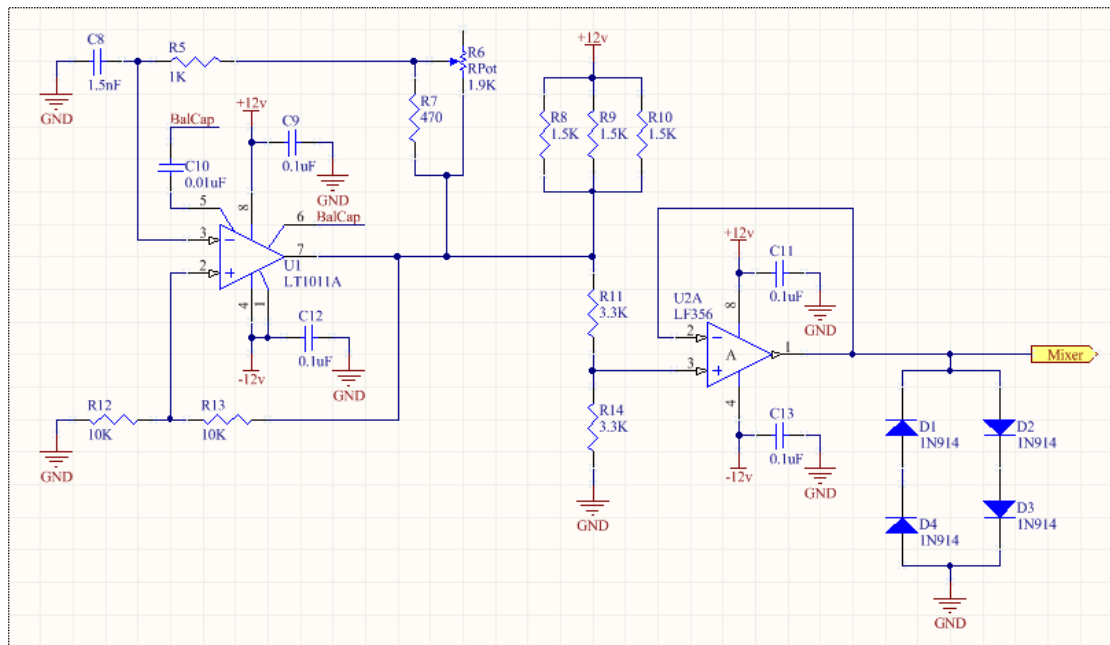 C8
1.5nF
GND
R5
1K
R6
RPot
1.9K
R7
470
+12v
BalCap
C9
0.1uF
GND
C10
0.01uF
5
8
6
BalCap
3
-
7
2
+
U1
LT1011A
4
1
C12
0.1uF
GND
-12v
R12
10K
R13
10K
GND
+12v
R8
1.5K
R9
1.5K
R10
1.5K
R11
3.3K
R14
3.3K
GND
+12v
C11
0.1uF
GND
U2A
LF356
8
2
-
A
1
3
+
4
C13
0.1uF
GND
-12v
Mixer
D1
1N914
D2
1N914
D4
1N914
D3
1N914
GND